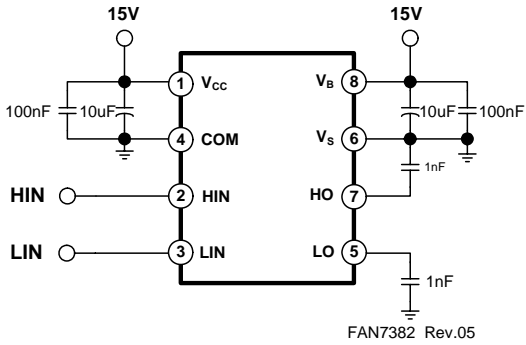 15V 15V
1 VCC VB 8
100nF 10uF 10uF 100nF
4 COM VS 6
1nF
HIN 2 HIN HO 7
LIN 3 LIN LO 5
1nF
FAN7382 Rev.05